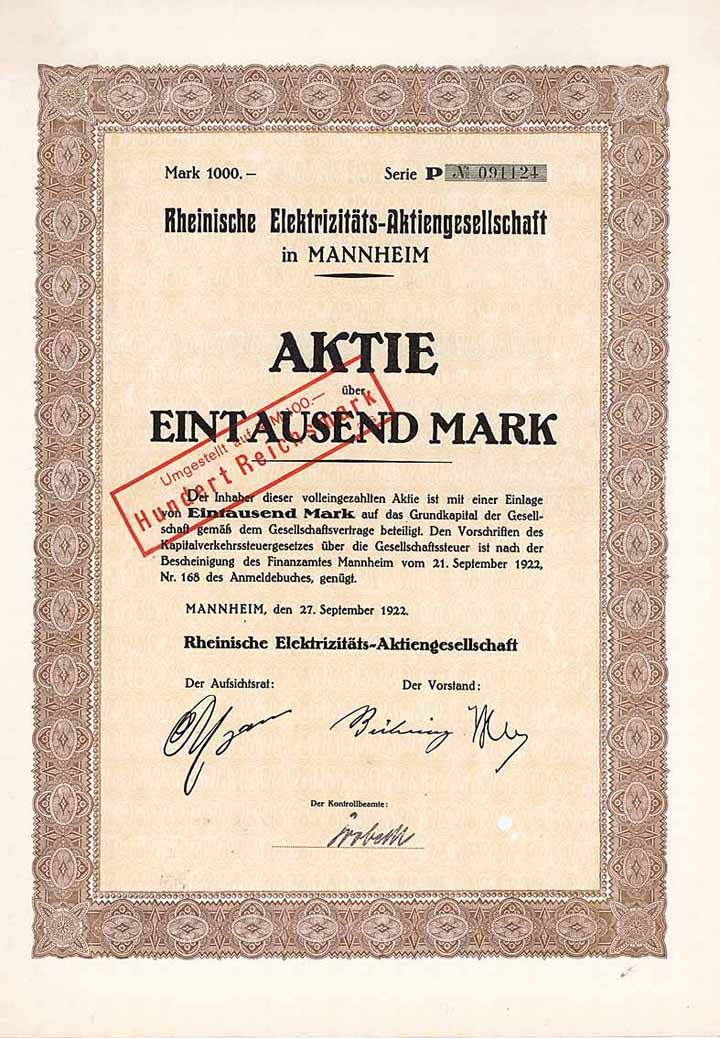 Mark 1000.– Serie P № 091124
Rheinische Elektrizitäts-Aktiengesellschaft
in MANNHEIM
AKTIE
über
EINTAUSEND MARK
Umgestellt auf 100.–
Hundert Reichsmark
Der Inhaber dieser volleingezahlten Aktie ist mit einer Einlage
von Eintausend Mark auf das Grundkapital der Gesell-
schaft gemäß dem Gesellschaftsvertrage beteiligt. Den Vorschriften des
Kapitalverkehrssteuergesetzes über die Gesellschaftssteuer ist nach der
Bescheinigung des Finanzamtes Mannheim vom 21. September 1922,
Nr. 168 des Anmeldebuches, genügt.
MANNHEIM, den 27. September 1922.
Rheinische Elektrizitäts-Aktiengesellschaft
Der Aufsichtsrat: Der Vorstand:
Bühring
Der Kontrollbeamte: